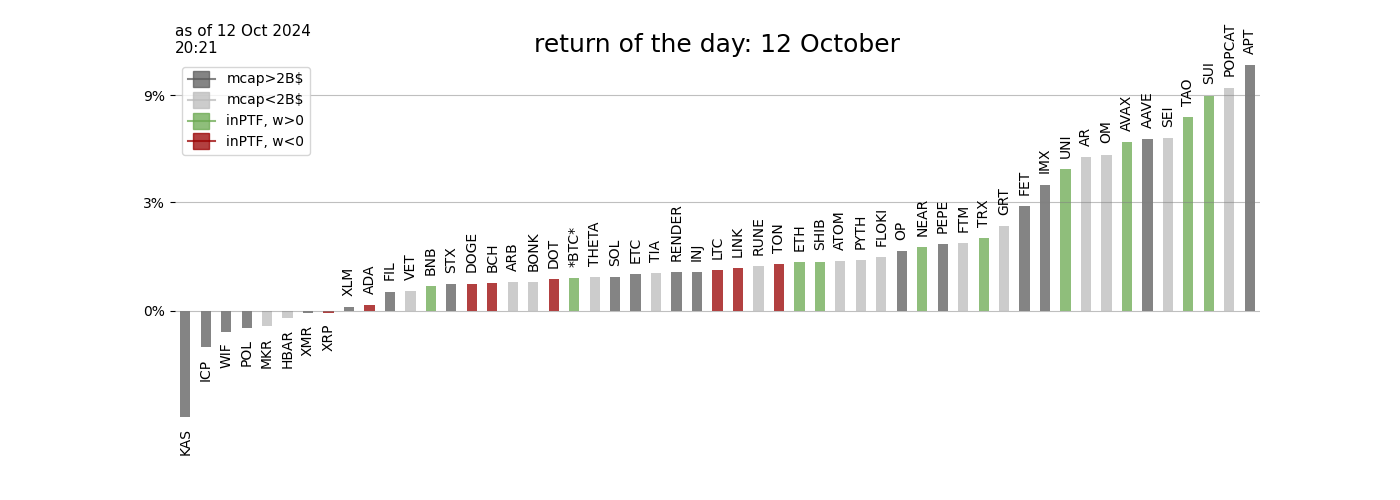 as of 12 Oct 2024
20:21
return of the day: 12 October
mcap>2B$
mcap<2B$
inPTF, w>0
inPTF, w<0
9%
3%
0%
KAS
ICP
WIF
POL
MKR
HBAR
XMR
XRP
XLM
ADA
FIL
VET
BNB
STX
DOGE
BCH
ARB
BONK
DOT
*BTC*
THETA
SOL
ETC
TIA
RENDER
INJ
LTC
LINK
RUNE
TON
ETH
SHIB
ATOM
PYTH
FLOKI
OP
NEAR
PEPE
FTM
TRX
GRT
FET
IMX
UNI
AR
OM
AVAX
AAVE
SEI
TAO
SUI
POPCAT
APT